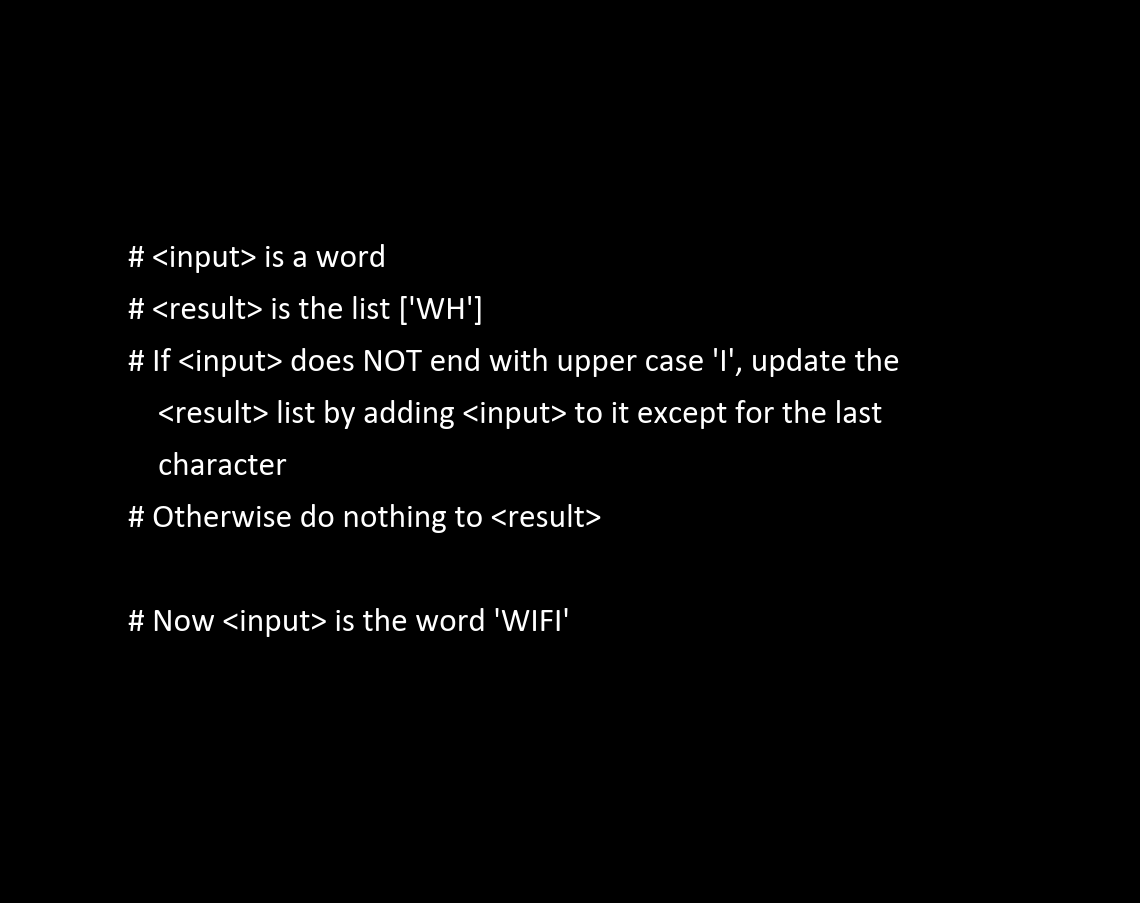 # <input> is a word
# <result> is the list ['WH']
# If <input> does NOT end with upper case 'I', update the
<result> list by adding <input> to it except for the last
character
# Otherwise do nothing to <result>
# Now <input> is the word 'WIFI'